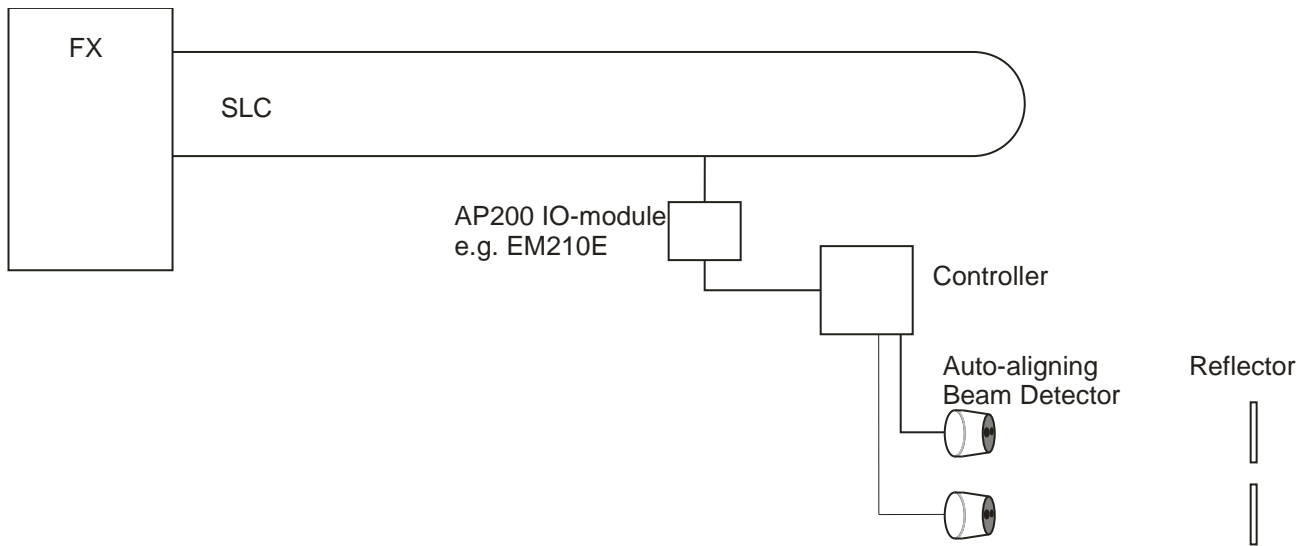 FX
SLC
AP200 IO-module
e.g. EM210E
Controller
Auto-aligning
Beam Detector
Reflector